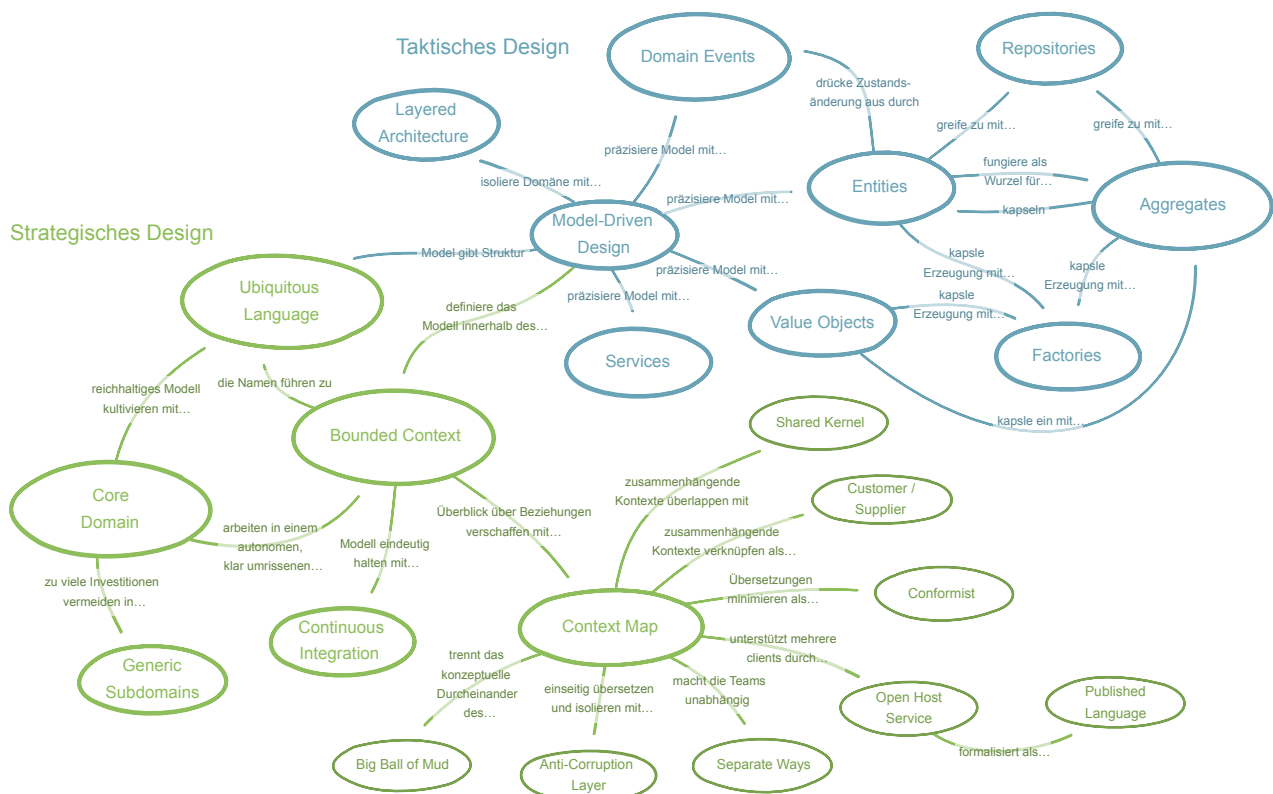 Taktisches Design
Domain Events
Repositories
drücke Zustands-
änderung aus durch
Layered
Architecture
greife zu mit…
greife zu mit…
präzisiere Model mit…
fungiere als
Wurzel für…
isoliere Domäne mit…
Entities
präzisiere Model mit…
Aggregates
kapseln
Model-Driven
Design
Strategisches Design
Model gibt Struktur
kapsle
Erzeugung mit…
kapsle
Erzeugung mit…
präzisiere Model mit…
Ubiquitous
Language
präzisiere Model mit…
kapsle
Erzeugung mit…
definiere das
Modell innerhalb des…
Value Objects
Services
Factories
reichhaltiges Modell
kultivieren mit…
die Namen führen zu
kapsle ein mit…
Shared Kernel
Bounded Context
zusammenhängende
Kontexte überlappen mit
Customer /
Supplier
Core
Domain
Überblick über Beziehungen
verschaffen mit…
arbeiten in einem
autonomen,
klar umrissenen…
Modell eindeutig
halten mit…
zusammenhängende
Kontexte verknüpfen als…
zu viele Investitionen
vermeiden in…
Übersetzungen
minimieren als…
Conformist
Continuous
Integration
Context Map
unterstützt mehrere
clients durch…
Generic
Subdomains
trennt das
konzeptuelle
Durcheinander
des…
einseitig übersetzen
und isolieren mit…
macht die Teams
unabhängig
Open Host
Service
Published
Language
formalisiert als…
Big Ball of Mud
Anti-Corruption
Layer
Separate Ways